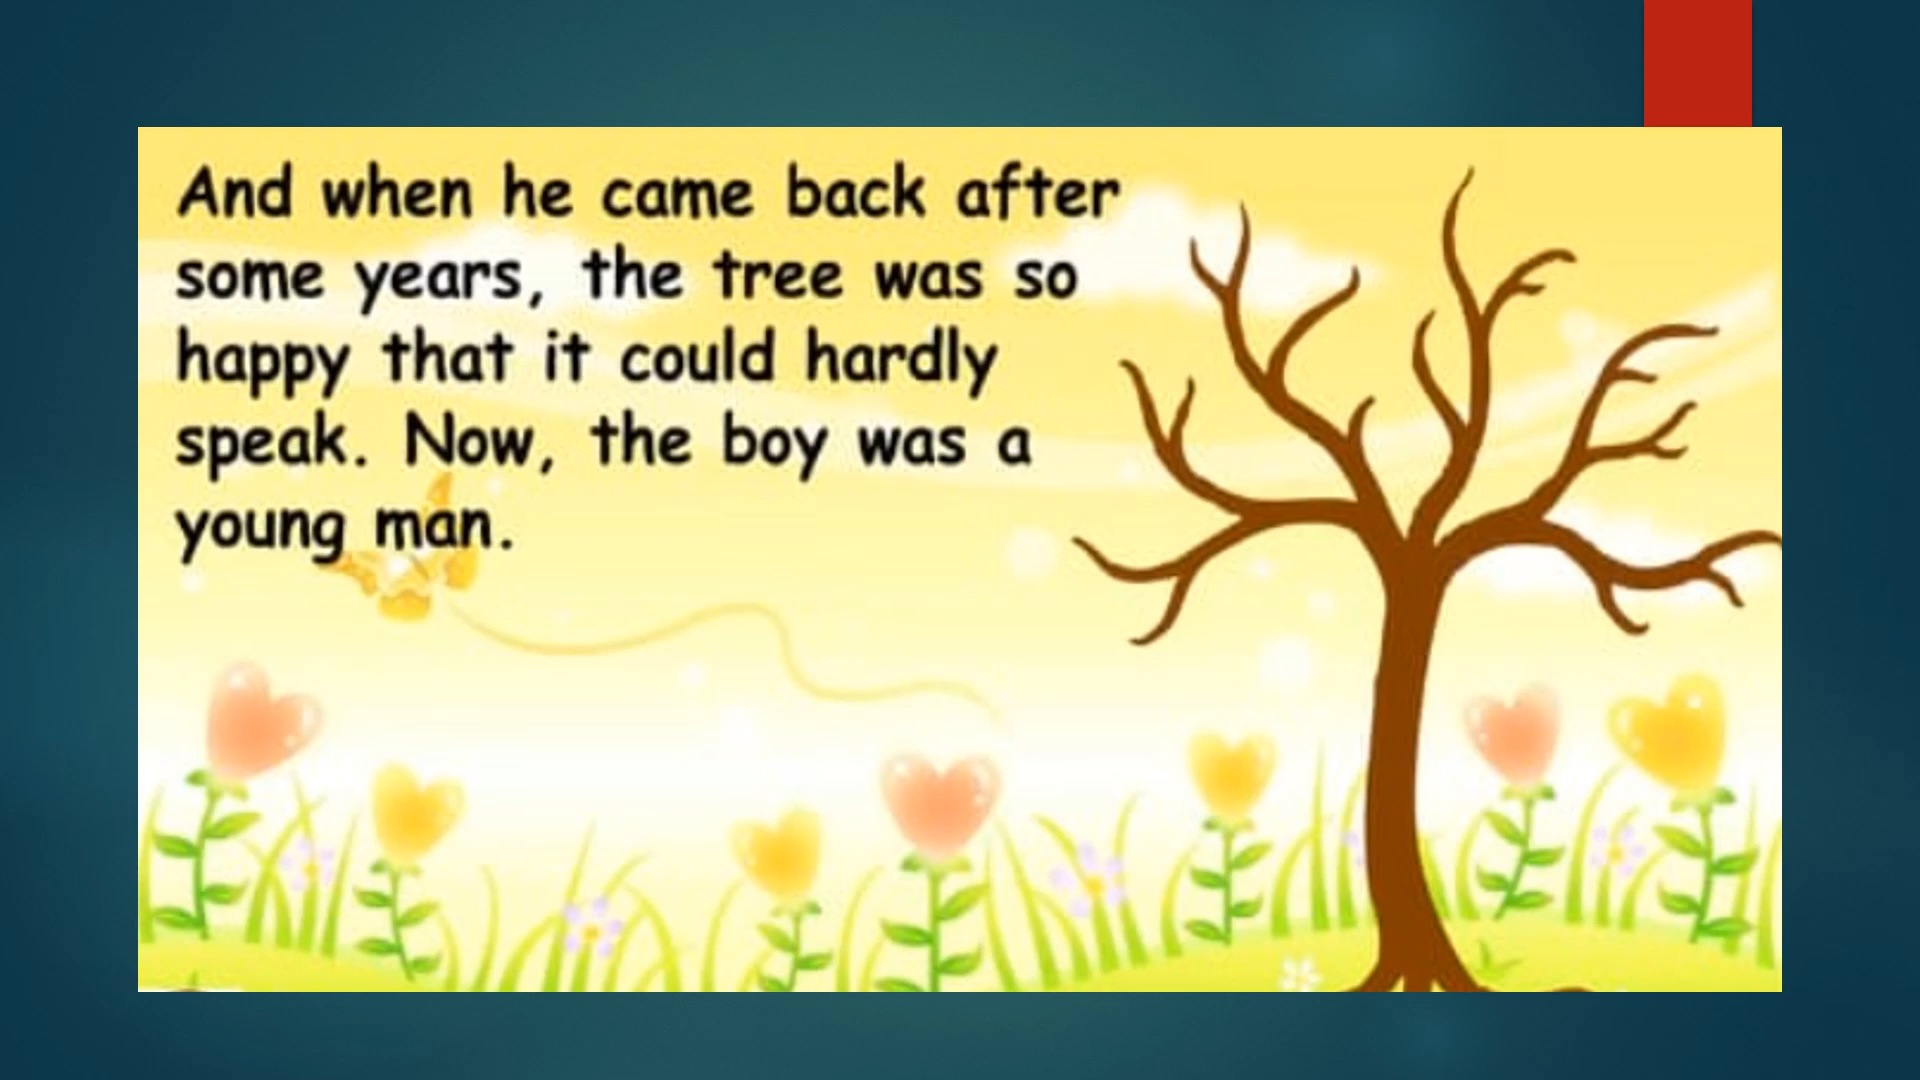 And when he came back after
some years, the tree was so
happy that it could hardly
speak. Now, the boy was a
young man.